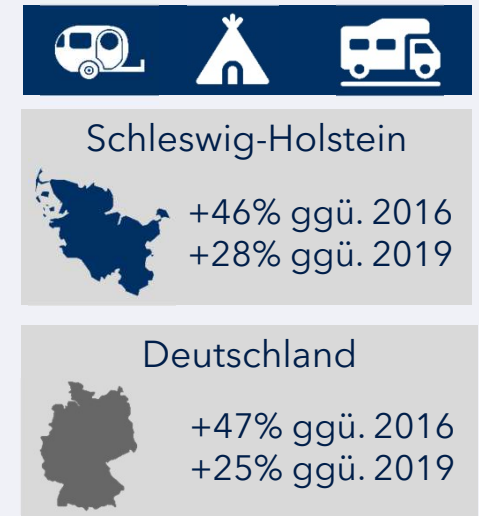 Schleswig-Holstein
+46% ggü. 2016
+28% ggü. 2019
Deutschland
+47% ggü. 2016
+25% ggü. 2019